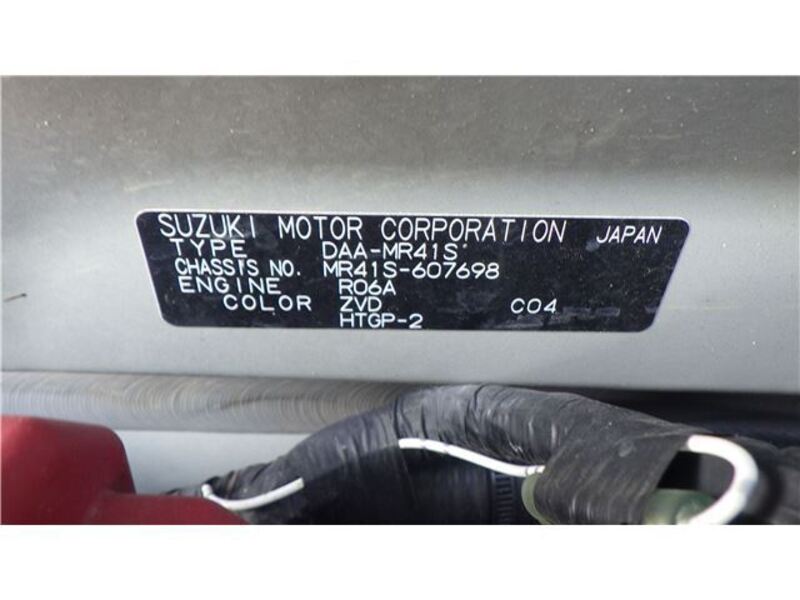 SUZUKI MOTOR CORPORATION JAPAN
TYPE DAA-MR41S
CHASSIS NO. MR41S-607698
ENGINE R06A
COLOR ZVD C04
HTGP-2